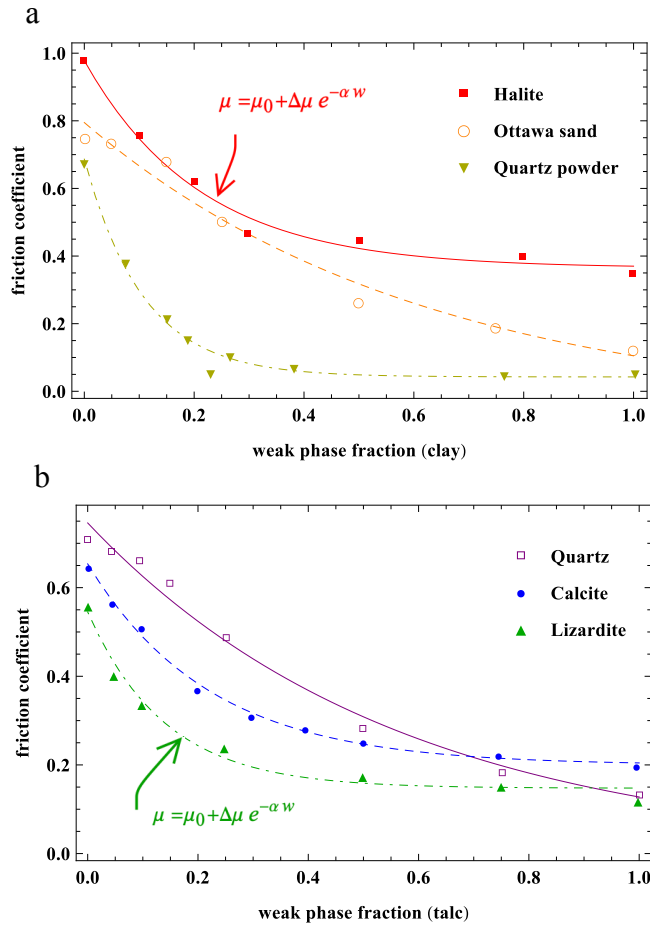 a
1.0
0.8
0.6
0.4
0.2
0.0
friction coefficient
μ =μ₀+Δμ e^{-α w}
Halite
Ottawa sand
Quartz powder
0.0 0.2 0.4 0.6 0.8 1.0
weak phase fraction (clay)
b
0.6
0.4
0.2
0.0
friction coefficient
Quartz
Calcite
Lizardite
μ =μ₀+Δμ e^{-α w}
0.0 0.2 0.4 0.6 0.8 1.0
weak phase fraction (talc)